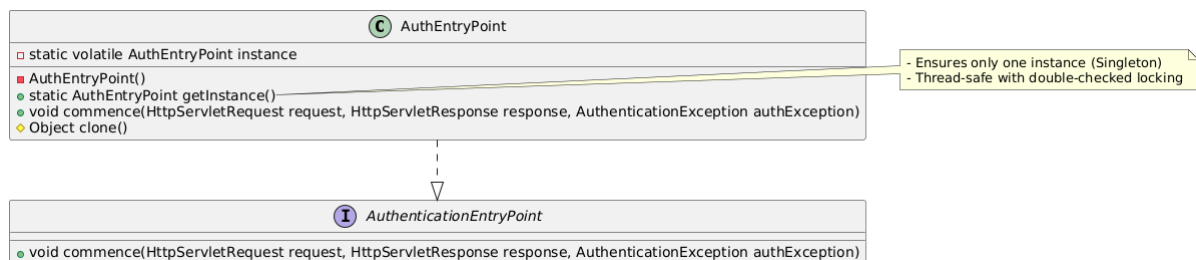 C AuthEntryPoint
static volatile AuthEntryPoint instance
AuthEntryPoint()
static AuthEntryPoint getInstance()
void commence(HttpServletRequest request, HttpServletResponse response, AuthenticationException authException)
Object clone()
- Ensures only one instance (Singleton)
- Thread-safe with double-checked locking
I AuthenticationEntryPoint
void commence(HttpServletRequest request, HttpServletResponse response, AuthenticationException authException)